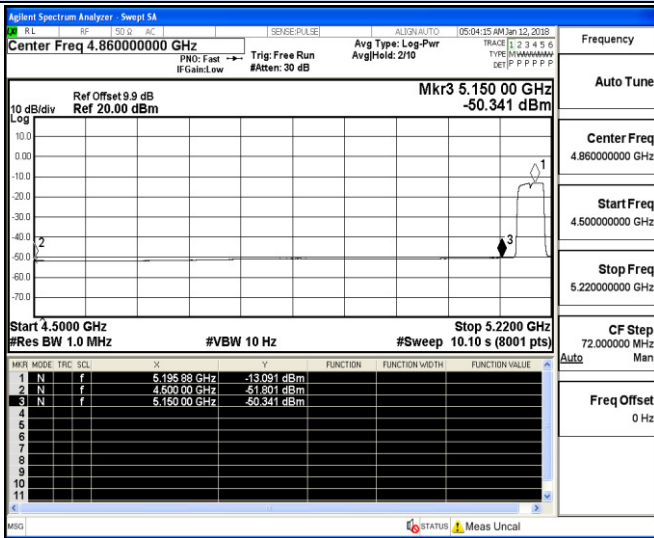 Agilent Spectrum Analyzer - Swept SA
RL RF 50 Ω AC SENSE:PULSE ALIGN AUTO 05:04:15 AM Jan 12, 2018
Center Freq 4.860000000 GHz
PNO: Fast
IFGain:Low
Trig: Free Run
#Atten: 30 dB
Avg Type: Log-Pwr
Avg|Hold: 2/10
TRACE 1 2 3 4 5 6
TYPE MWWWWW
DET P P P P P P
Mkr3 5.150 00 GHz
-50.341 dBm
Ref Offset 9.9 dB
10 dB/div Ref 20.00 dBm
Log
10.0
0.00
-10.0
-20.0
-30.0
-40.0
-50.0
-60.0
-70.0
1
2
3
Start 4.5000 GHz Stop 5.2200 GHz
#Res BW 1.0 MHz #VBW 10 Hz #Sweep 10.10 s (8001 pts)
MKR MODE TRC SCL X Y FUNCTION FUNCTION WIDTH FUNCTION VALUE
1 N f 5.195 88 GHz -13.091 dBm
2 N f 4.500 00 GHz -51.801 dBm
3 N f 5.150 00 GHz -50.341 dBm
4
5
6
7
8
9
10
11
MSG STATUS Meas Uncal
Frequency
Auto Tune
Center Freq
4.860000000 GHz
Start Freq
4.500000000 GHz
Stop Freq
5.220000000 GHz
CF Step
72.000000 MHz
Auto Man
Freq Offset
0 Hz